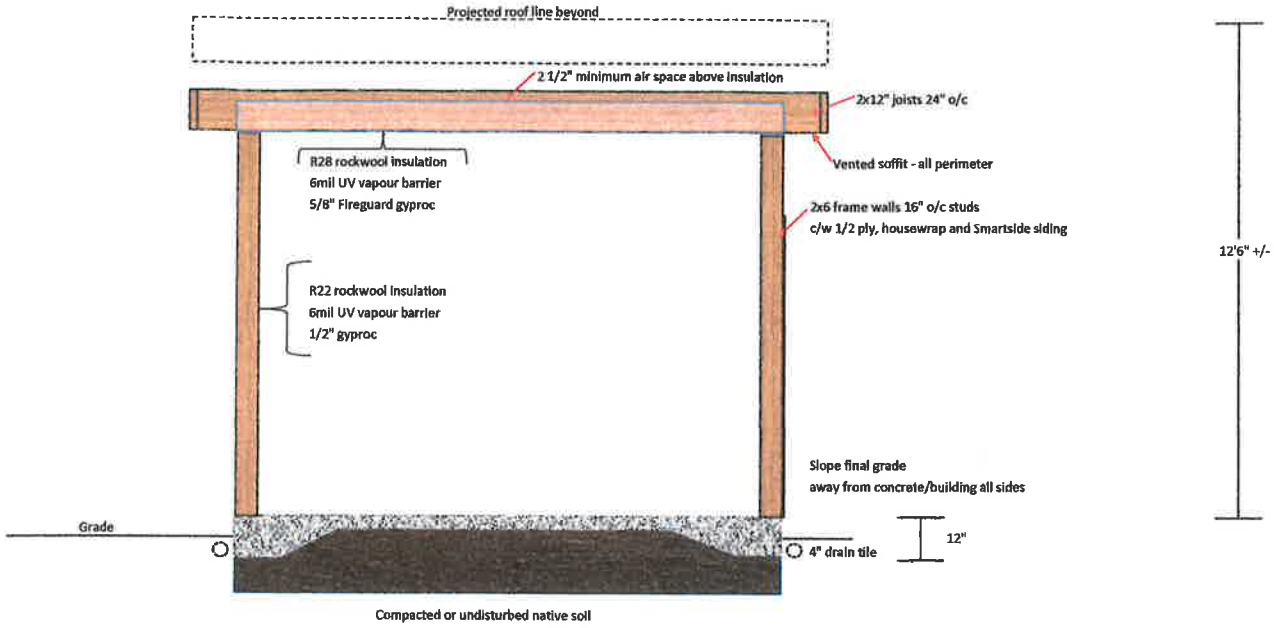 Projected roof line beyond
2 1/2" minimum air space above insulation
2x12" joists 24" o/c
Vented soffit - all perimeter
R28 rockwool insulation
6mil UV vapour barrier
5/8" Fireguard gyproc
2x6 frame walls 16" o/c studs
c/w 1/2 ply, housewrap and Smartside siding
12'6" +/-
R22 rockwool insulation
6mil UV vapour barrier
1/2" gyproc
Slope final grade
away from concrete/building all sides
Grade
12"
4" drain tile
Compacted or undisturbed native soil